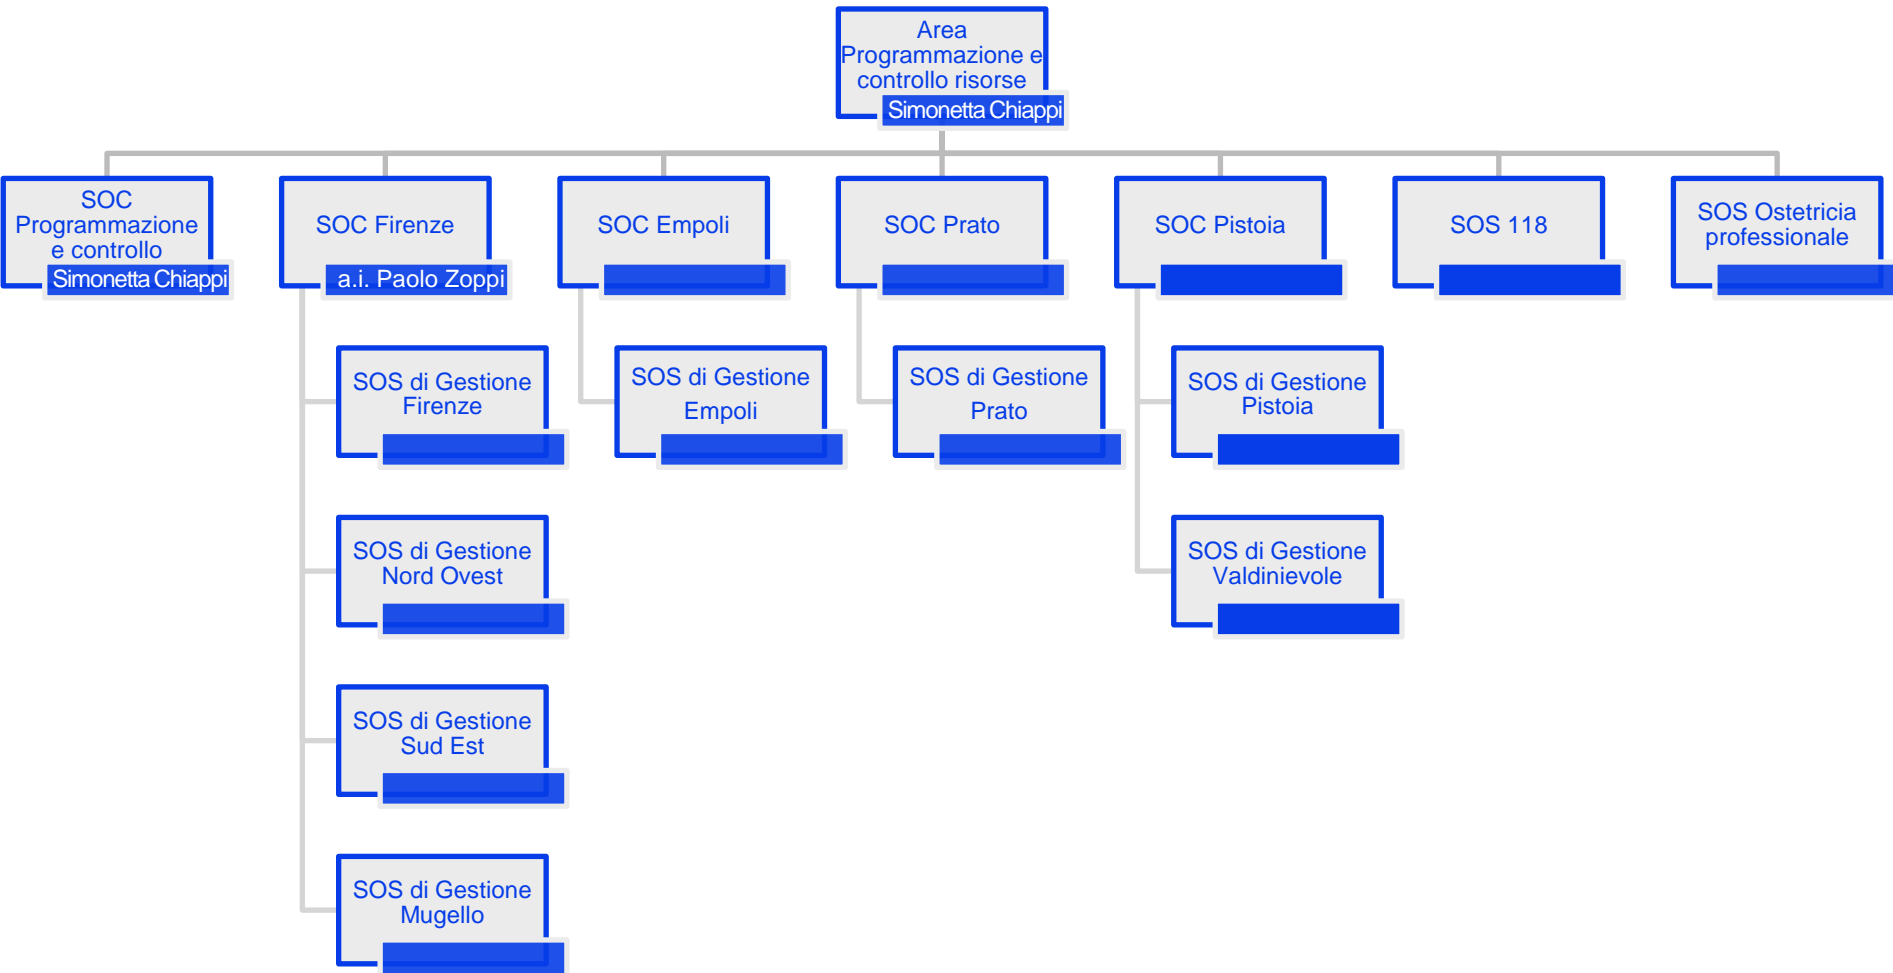 Area
Programmazione e
controllo risorse
Simonetta Chiappi
SOC
Programmazione
e controllo
Simonetta Chiappi
SOC Firenze
a.i. Paolo Zoppi
SOC Empoli
SOC Prato
SOC Pistoia
SOS 118
SOS Ostetricia
professionale
SOS di Gestione
Firenze
SOS di Gestione
Nord Ovest
SOS di Gestione
Sud Est
SOS di Gestione
Mugello
SOS di Gestione
Empoli
SOS di Gestione
Prato
SOS di Gestione
Pistoia
SOS di Gestione
Valdinievole